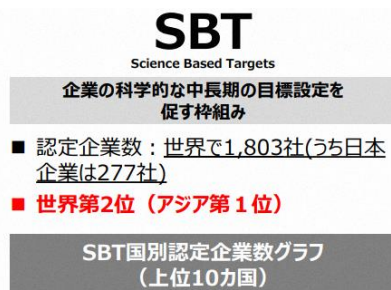 SBT
Science Based Targets
企業の科学的な中長期の目標設定を
促す枠組み
■ 認定企業数：世界で1,803社(うち日本
企業は277社)
■ 世界第2位（アジア第１位）
SBT国別認定企業数グラフ
（上位10カ国）